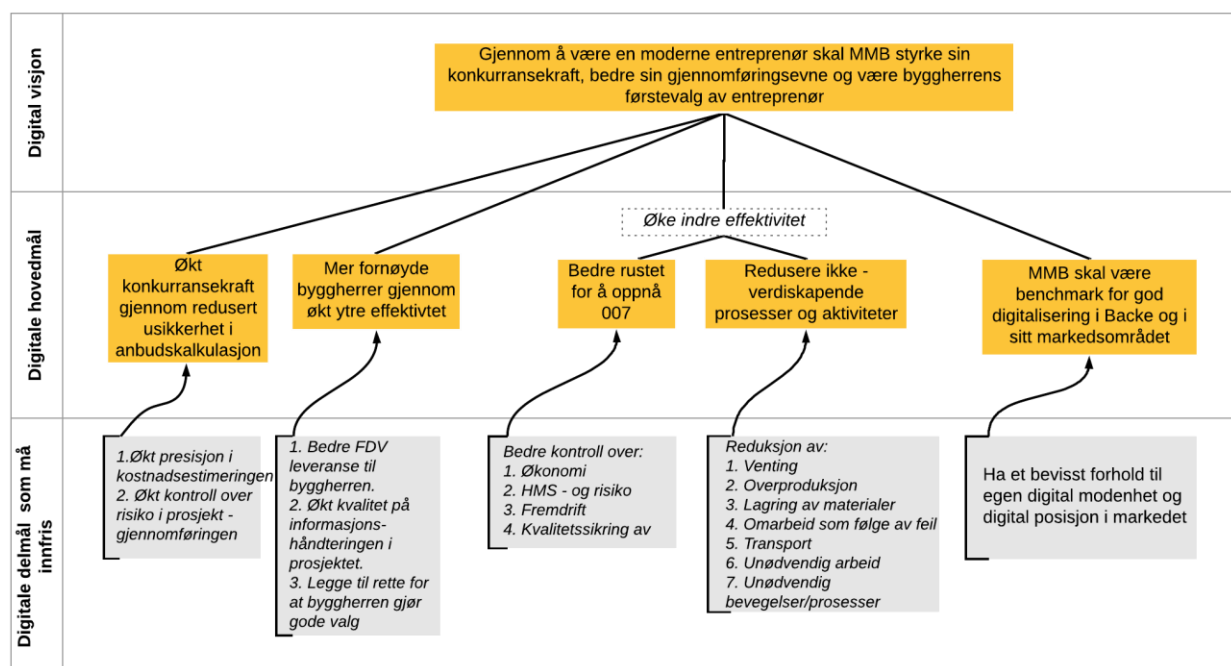 Digital visjon
Gjennom å være en moderne entreprenør skal MMB styrke sin
konkurransekraft, bedre sin gjennomføringsevne og være byggherrens
førstevalg av entreprenør
Digitale hovedmål
Øke indre effektivitet
Økt
konkurransekraft
gjennom redusert
usikkerhet i
anbudskalkulasjon
Mer fornøyde
byggherrer gjennom
økt ytre effektivtet
Bedre rustet
for å oppnå
007
Redusere ikke -
verdiskapende
prosesser og aktiviteter
MMB skal være
benchmark for god
digitalisering i Backe og i
sitt markedsområdet
Digitale delmål som må
innfris
1.Økt presisjon i
kostnadsestimeringen
2. Økt kontroll over
risiko i prosjekt -
gjennomføringen
1. Bedre FDV
leveranse til
byggherren.
2. Økt kvalitet på
informasjons-
håndteringen i
prosjektet.
3. Legge til rette for
at byggherren gjør
gode valg
Bedre kontroll over:
1. Økonomi
2. HMS - og risiko
3. Fremdrift
4. Kvalitetssikring av
Reduksjon av:
1. Venting
2. Overproduksjon
3. Lagring av materialer
4. Omarbeid som følge av feil
5. Transport
6. Unødvendig arbeid
7. Unødvendig
bevegelser/prosesser
Ha et bevisst forhold til
egen digital modenhet og
digital posisjon i markedet